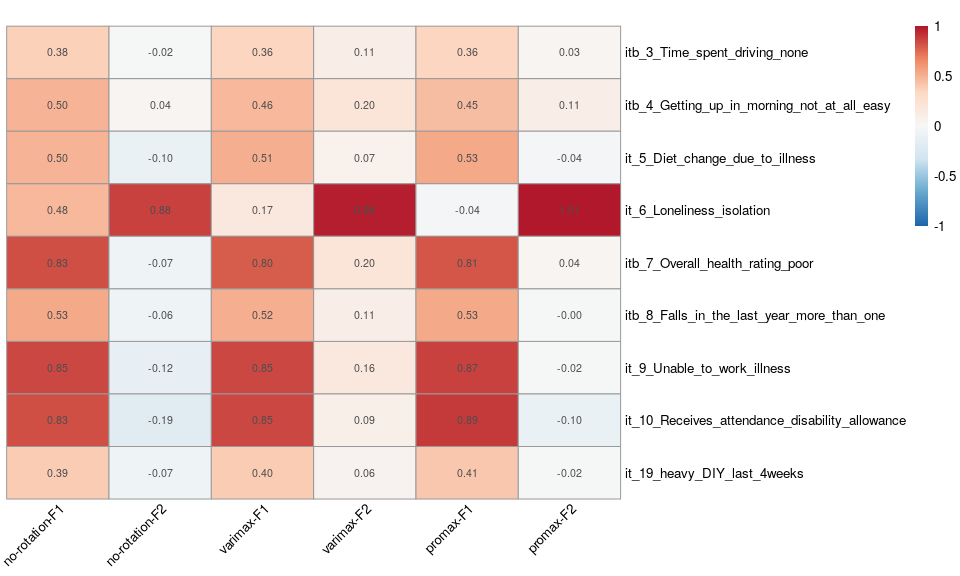 0.38 -0.02 0.36 0.11 0.36 0.03 itb_3_Time_spent_driving_none
0.50 0.04 0.46 0.20 0.45 0.11 itb_4_Getting_up_in_morning_not_at_all_easy
0.50 -0.10 0.51 0.07 0.53 -0.04 it_5_Diet_change_due_to_illness
0.48 0.88 0.17 -0.04 it_6_Loneliness_isolation
0.83 -0.07 0.80 0.20 0.81 0.04 itb_7_Overall_health_rating_poor
0.53 -0.06 0.52 0.11 0.53 -0.00 itb_8_Falls_in_the_last_year_more_than_one
0.85 -0.12 0.85 0.16 0.87 -0.02 it_9_Unable_to_work_illness
0.83 -0.19 0.85 0.09 0.89 -0.10 it_10_Receives_attendance_disability_allowance
0.39 -0.07 0.40 0.06 0.41 -0.02 it_19_heavy_DIY_last_4weeks
no-rotation-F1
no-rotation-F2
varimax-F1
varimax-F2
promax-F1
promax-F2
1
0.5
0
-0.5
-1